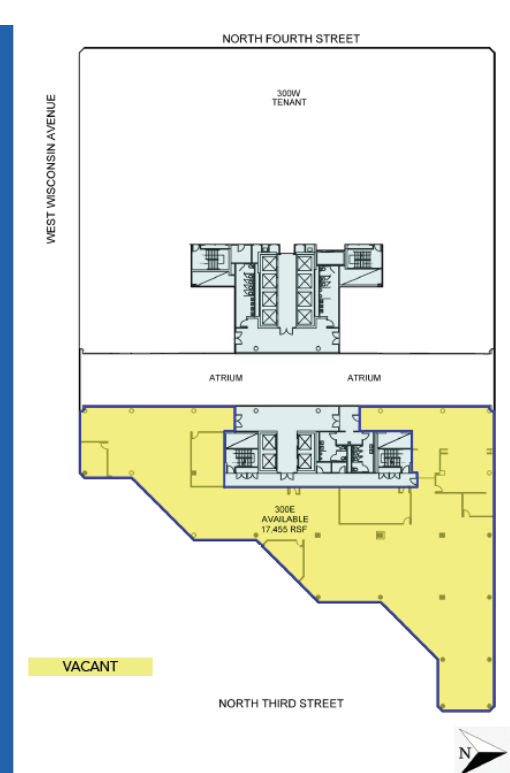 NORTH FOURTH STREET
WEST WISCONSIN AVENUE
300W
TENANT
ATRIUM
ATRIUM
300E
AVAILABLE
17,455 RSF
VACANT
NORTH THIRD STREET
N